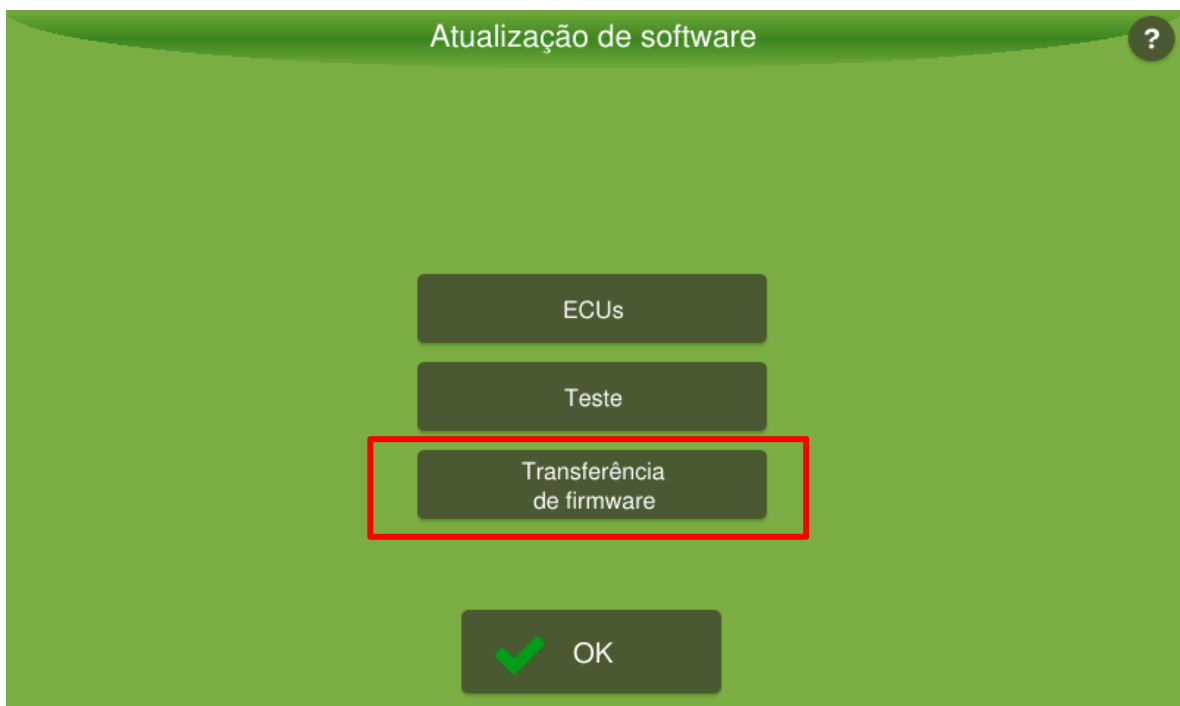 Atualização de software
?
ECUs
Teste
Transferência
de firmware
OK